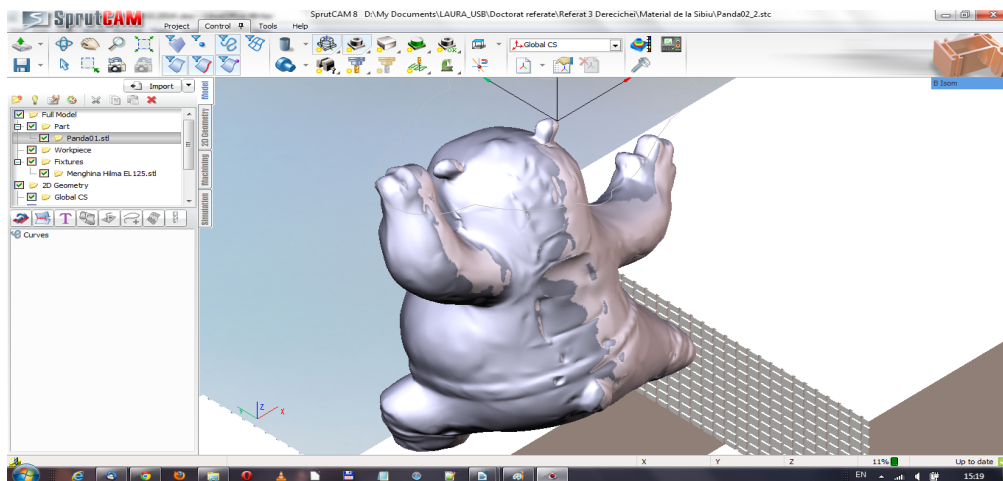 SprutCAM
SprutCAM 8 D:\My Documents\LAURA_USB\Doctorat referate\Referat 3 Derecichei\Material de la Sibiu\Panda02_2.stc
Project Control Tools Help
Global CS
Import
Full Model
Part
Panda01.stl
Workpiece
Fixtures
Menghina Hilma EL125.stl
2D Geometry
Global CS
Model
2D Geometry
Machining
Simulation
Curves
Isom
Z
Y X
X Y Z 11% Up to date
EN 15:19